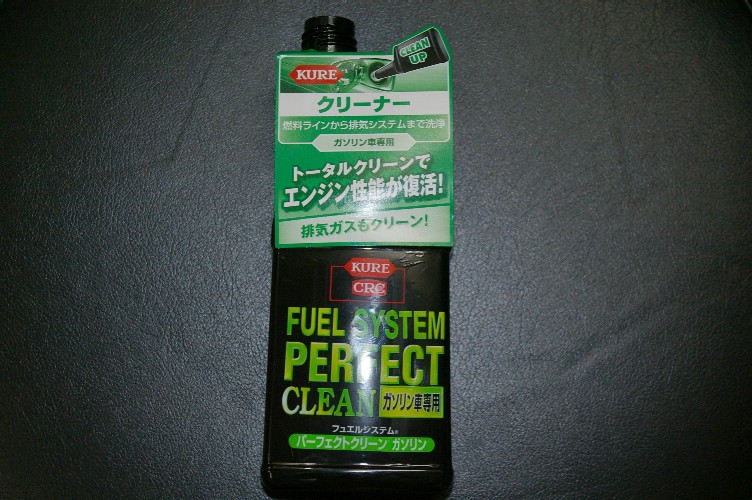 CLEAN
UP
KURE
クリーナー
燃料ラインから排気システムまで洗浄
ガソリン車専用
トータルクリーンで
エンジン性能が復活!
排気ガスもクリーン!
KURE
CRC
FUEL SYSTEM
PERFECT
CLEAN ガソリン車専用
フュエルシステム®
パーフェクトクリーン ガソリン